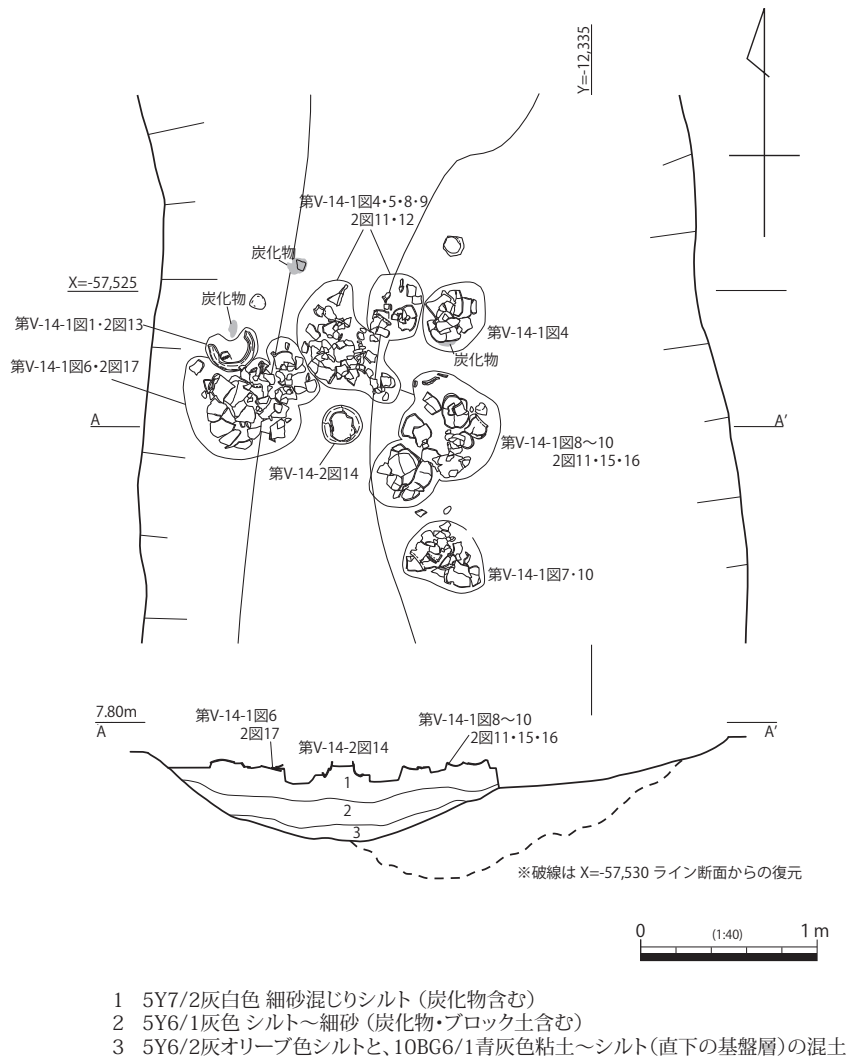 Y=-12,335
第V-14-1図4・5・8・9
2図11・12
炭化物
X=-57,525
炭化物
第V-14-1図1・2図13
第V-14-1図4
炭化物
第V-14-1図6・2図17
A
A'
第V-14-1図8〜10
2図11・15・16
第V-14-2図14
第V-14-1図7・10
7.80m
A
第V-14-1図6
2図17
第V-14-2図14
第V-14-1図8〜10
2図11・15・16
A'
1
2
3
※破線は X=-57,530 ライン断面からの復元
0 (1:40) 1 m
1 5Y7/2灰白色 細砂混じりシルト (炭化物含む)
2 5Y6/1灰色 シルト〜細砂 (炭化物・ブロック土含む)
3 5Y6/2灰オリーブ色シルトと、10BG6/1青灰色粘土〜シルト(直下の基盤層)の混土